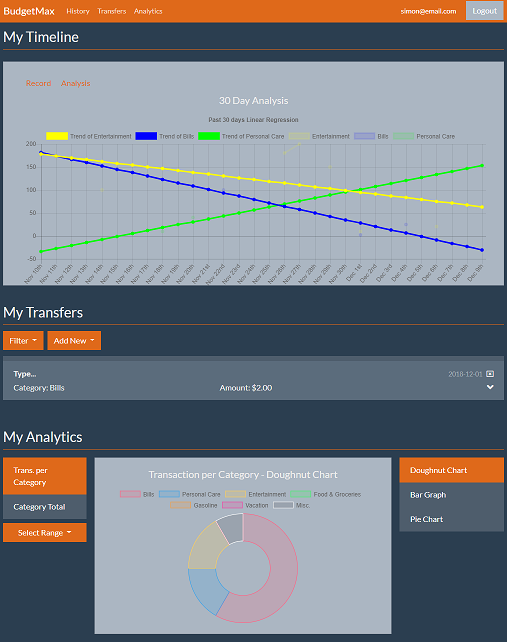 BudgetMax History Transfers Analytics simon@email.com Logout
My Timeline
Record Analysis
30 Day Analysis
Past 30 days Linear Regression
Trend of Entertainment Trend of Bills Trend of Personal Care Entertainment Bills Personal Care
200
150
100
50
0
-50
Nov 10th Nov 11th Nov 12th Nov 13th Nov 14th Nov 15th Nov 16th Nov 17th Nov 18th Nov 19th Nov 20th Nov 21st Nov 22nd Nov 23rd Nov 24th Nov 25th Nov 26th Nov 27th Nov 28th Nov 29th Nov 30th Dec 1st Dec 2nd Dec 3rd Dec 4th Dec 5th Dec 6th Dec 7th Dec 8th Dec 9th
My Transfers
Filter Add New
Type... 2018-12-01
Category: Bills Amount: $2.00
My Analytics
Trans. per
Category
Category Total
Select Range
Transaction per Category - Doughnut Chart
Bills Personal Care Entertainment Food & Groceries
Gasoline Vacation Misc.
Doughnut Chart
Bar Graph
Pie Chart